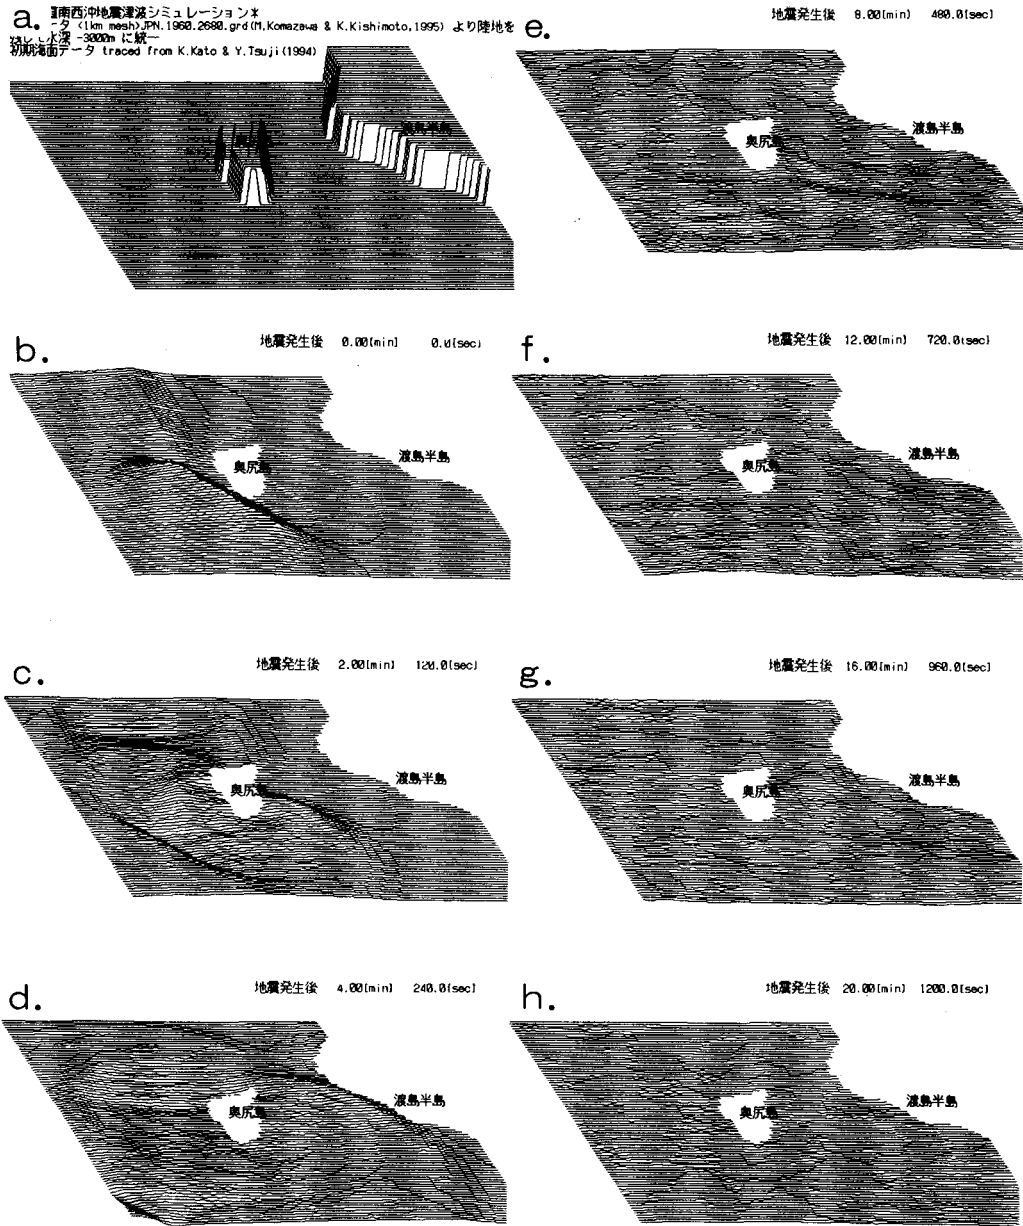 a.
南西沖地震津波シミュレーション*
ータ (1km mesh)JPN.1960.2680.grd(M.Komazawa & K.Kishimoto,1995) より陸地を
水深 -3000m に統一
初期海面データ traced from K.Kato & Y.Tsuji(1994)
渡島半島
b.
地震発生後 0.00[min] 0.0[sec]
奥尻島
渡島半島
c.
地震発生後 2.00[min] 120.0[sec]
奥尻島
渡島半島
d.
地震発生後 4.00[min] 240.0[sec]
奥尻島
渡島半島
e.
地震発生後 8.00[min] 480.0[sec]
奥尻島
渡島半島
f.
地震発生後 12.00[min] 720.0[sec]
奥尻島
渡島半島
g.
地震発生後 16.00[min] 960.0[sec]
奥尻島
渡島半島
h.
地震発生後 20.00[min] 1200.0[sec]
奥尻島
渡島半島